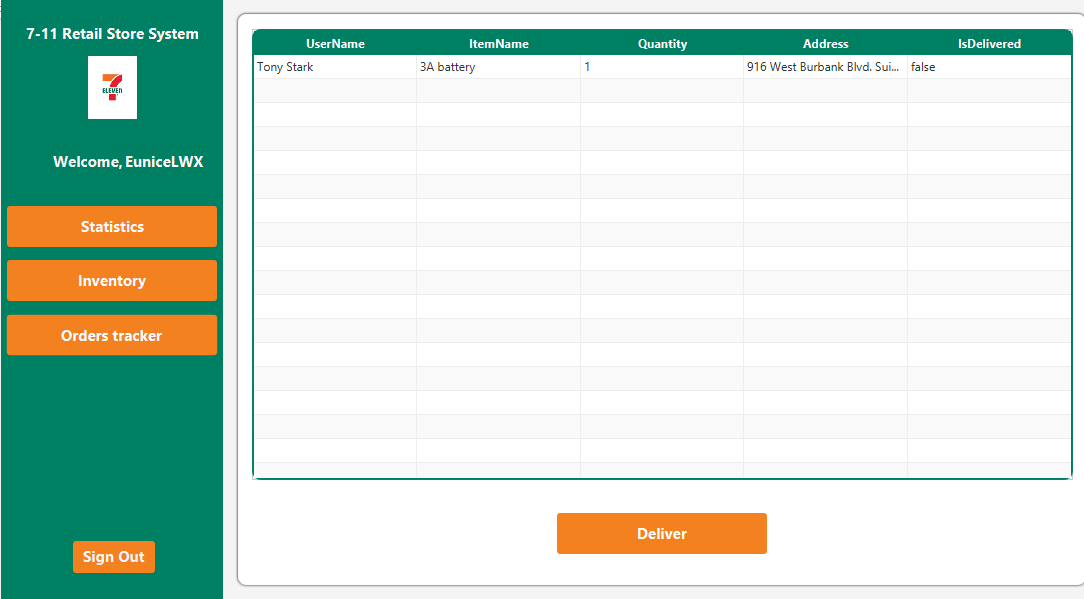 7-11 Retail Store System
7
ELEVEN
Welcome, EuniceLWX
Statistics
Inventory
Orders tracker
Sign Out
UserName ItemName Quantity Address IsDelivered
Tony Stark 3A battery 1 916 West Burbank Blvd. Sui... false
Deliver